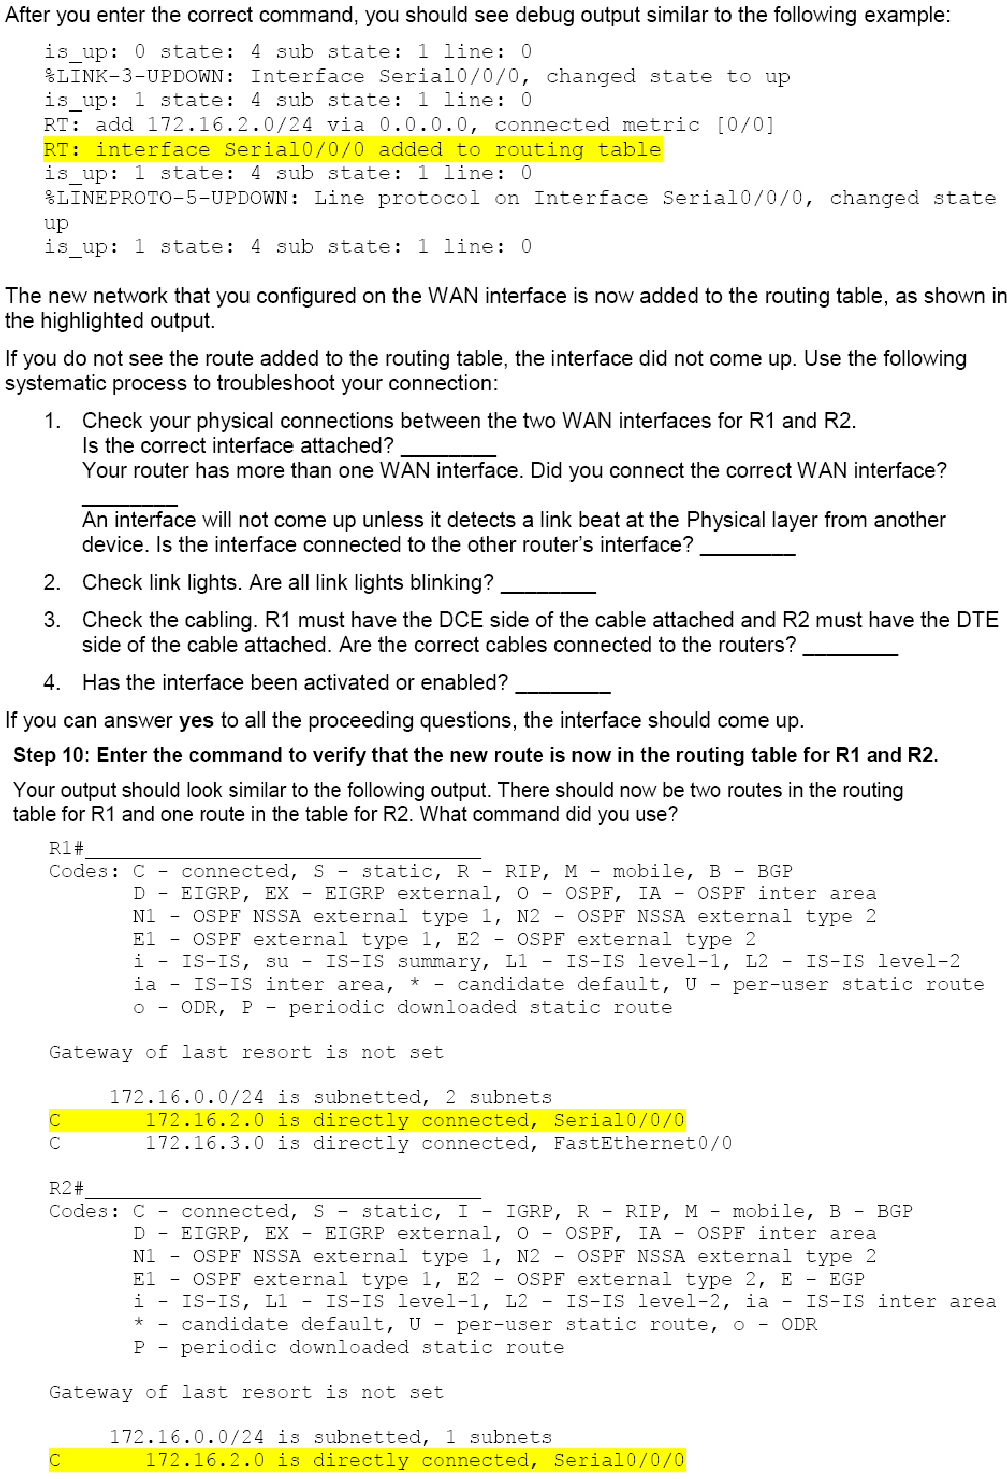 After you enter the correct command, you should see debug output similar to the following example:
is_up: 0 state: 4 sub state: 1 line: 0
%LINK-3-UPDOWN: Interface Serial0/0/0, changed state to up
is_up: 1 state: 4 sub state: 1 line: 0
RT: add 172.16.2.0/24 via 0.0.0.0, connected metric [0/0]
RT: interface Serial0/0/0 added to routing table
is_up: 1 state: 4 sub state: 1 line: 0
%LINEPROTO-5-UPDOWN: Line protocol on Interface Serial0/0/0, changed state
up
is_up: 1 state: 4 sub state: 1 line: 0
The new network that you configured on the WAN interface is now added to the routing table, as shown in
the highlighted output.
If you do not see the route added to the routing table, the interface did not come up. Use the following
systematic process to troubleshoot your connection:
1. Check your physical connections between the two WAN interfaces for R1 and R2.
Is the correct interface attached? ________
Your router has more than one WAN interface. Did you connect the correct WAN interface?
________
An interface will not come up unless it detects a link beat at the Physical layer from another
device. Is the interface connected to the other router's interface? ________
2. Check link lights. Are all link lights blinking? ________
3. Check the cabling. R1 must have the DCE side of the cable attached and R2 must have the DTE
side of the cable attached. Are the correct cables connected to the routers? ________
4. Has the interface been activated or enabled? ________
If you can answer yes to all the proceeding questions, the interface should come up.
Step 10: Enter the command to verify that the new route is now in the routing table for R1 and R2.
Your output should look similar to the following output. There should now be two routes in the routing
table for R1 and one route in the table for R2. What command did you use?
R1#_________________________________
Codes: C - connected, S - static, R - RIP, M - mobile, B - BGP
D - EIGRP, EX - EIGRP external, O - OSPF, IA - OSPF inter area
N1 - OSPF NSSA external type 1, N2 - OSPF NSSA external type 2
E1 - OSPF external type 1, E2 - OSPF external type 2
i - IS-IS, su - IS-IS summary, L1 - IS-IS level-1, L2 - IS-IS level-2
ia - IS-IS inter area, * - candidate default, U - per-user static route
o - ODR, P - periodic downloaded static route
Gateway of last resort is not set
172.16.0.0/24 is subnetted, 2 subnets
C 172.16.2.0 is directly connected, Serial0/0/0
C 172.16.3.0 is directly connected, FastEthernet0/0
R2#_________________________________
Codes: C - connected, S - static, I - IGRP, R - RIP, M - mobile, B - BGP
D - EIGRP, EX - EIGRP external, O - OSPF, IA - OSPF inter area
N1 - OSPF NSSA external type 1, N2 - OSPF NSSA external type 2
E1 - OSPF external type 1, E2 - OSPF external type 2, E - EGP
i - IS-IS, L1 - IS-IS level-1, L2 - IS-IS level-2, ia - IS-IS inter area
* - candidate default, U - per-user static route, o - ODR
P - periodic downloaded static route
Gateway of last resort is not set
172.16.0.0/24 is subnetted, 1 subnets
C 172.16.2.0 is directly connected, Serial0/0/0